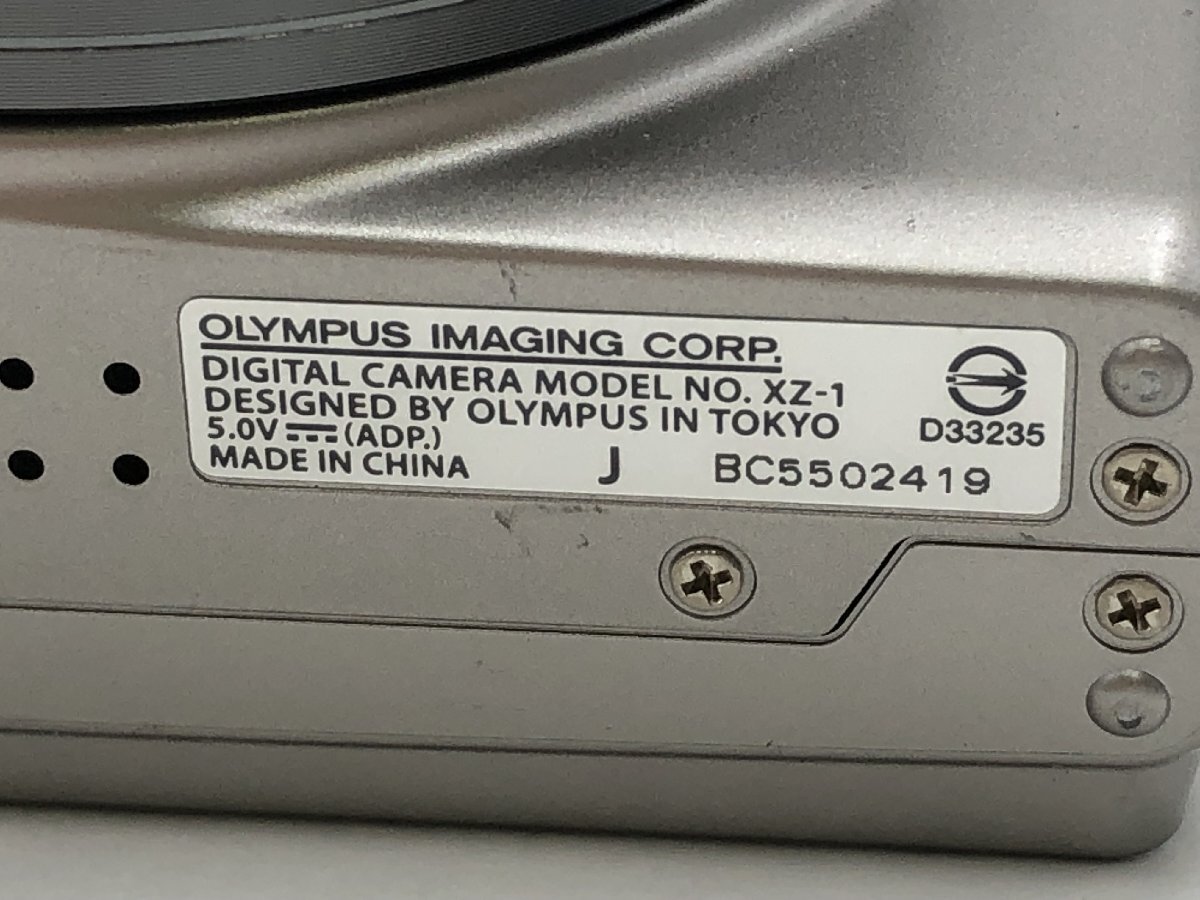 OLYMPUS IMAGING CORP.
DIGITAL CAMERA MODEL NO. XZ-1
DESIGNED BY OLYMPUS IN TOKYO
5.0V ⎓ (ADP.)
MADE IN CHINA
J
BC5502419
D33235